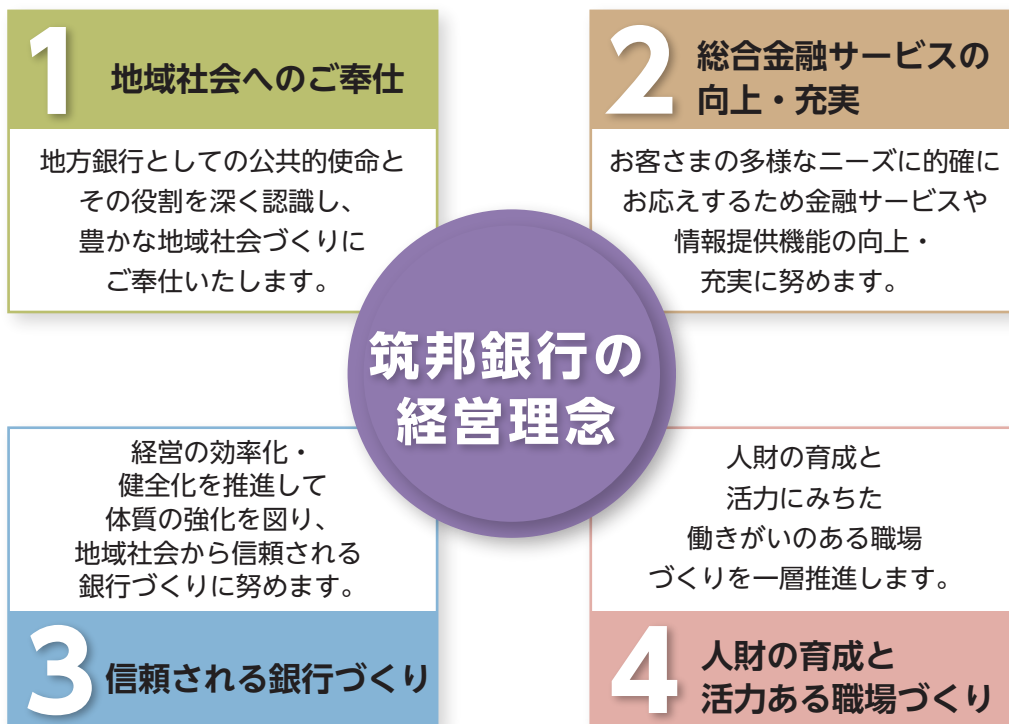 1
地域社会へのご奉仕
地方銀行としての公共的使命と
その役割を深く認識し、
豊かな地域社会づくりに
ご奉仕いたします。
2
総合金融サービスの
向上・充実
お客さまの多様なニーズに的確に
お応えするため金融サービスや
情報提供機能の向上・
充実に努めます。
筑邦銀行の
経営理念
経営の効率化・
健全化を推進して
体質の強化を図り、
地域社会から信頼される
銀行づくりに努めます。
3
信頼される銀行づくり
人財の育成と
活力にみちた
働きがいのある職場
づくりを一層推進します。
4
人財の育成と
活力ある職場づくり